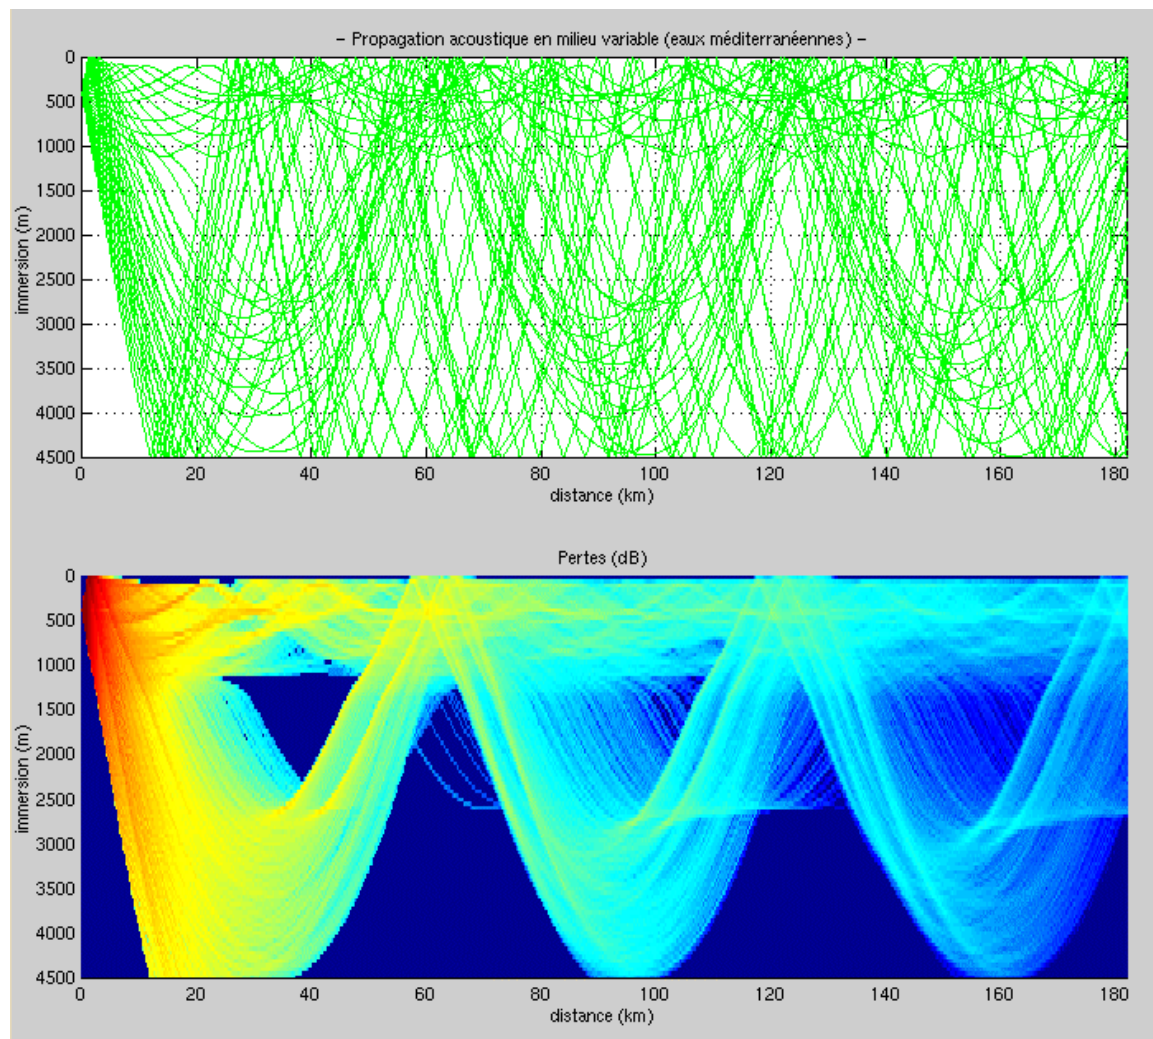 – Propagation acoustique en milieu variable (eaux méditerranéennes) –
0
500
1000
1500
2000
2500
3000
3500
4000
4500
immersion (m)
0 20 40 60 80 100 120 140 160 180
distance (km)
Pertes (dB)
0
500
1000
1500
2000
2500
3000
3500
4000
4500
immersion (m)
0 20 40 60 80 100 120 140 160 180
distance (km)